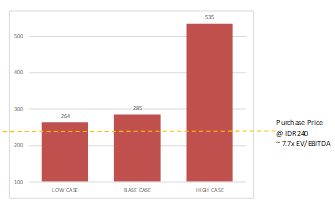 535
500
400
300
285
264
200
100
LOW CASE
BASE CASE
HIGH CASE
Purchase Price
@ IDR240
~ 7.7x EV/EBITDA